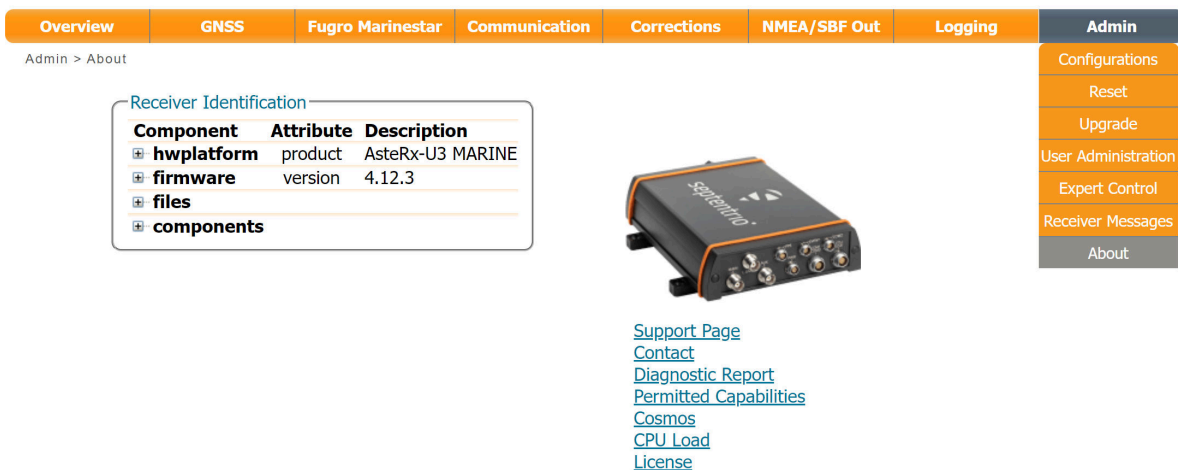 Overview GNSS Fugro Marinestar Communication Corrections NMEA/SBF Out Logging Admin
Admin > About
Configurations
Reset
Upgrade
User Administration
Expert Control
Receiver Messages
About
Receiver Identification
Component Attribute Description
hwplatform product AsteRx-U3 MARINE
firmware version 4.12.3
files
components
septentrio
Support Page
Contact
Diagnostic Report
Permitted Capabilities
Cosmos
CPU Load
License